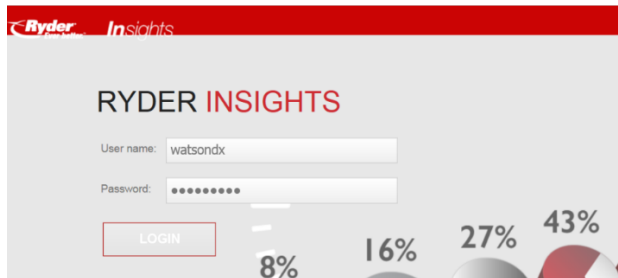 Ryder Insights
RYDER INSIGHTS
User name: watsondx
Password: •••••••••
LOGIN
8% 16% 27% 43%